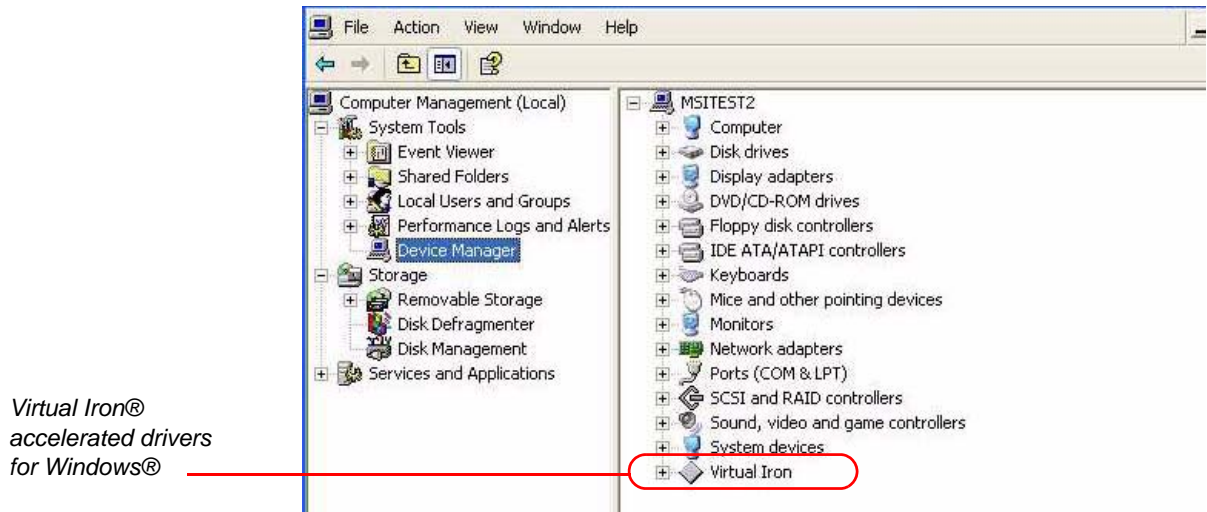 File Action View Window Help
Computer Management (Local)
System Tools
Event Viewer
Shared Folders
Local Users and Groups
Performance Logs and Alerts
Device Manager
Storage
Removable Storage
Disk Defragmenter
Disk Management
Services and Applications
MSITEST2
Computer
Disk drives
Display adapters
DVD/CD-ROM drives
Floppy disk controllers
IDE ATA/ATAPI controllers
Keyboards
Mice and other pointing devices
Monitors
Network adapters
Ports (COM & LPT)
SCSI and RAID controllers
Sound, video and game controllers
System devices
Virtual Iron
Virtual Iron®
accelerated drivers
for Windows®